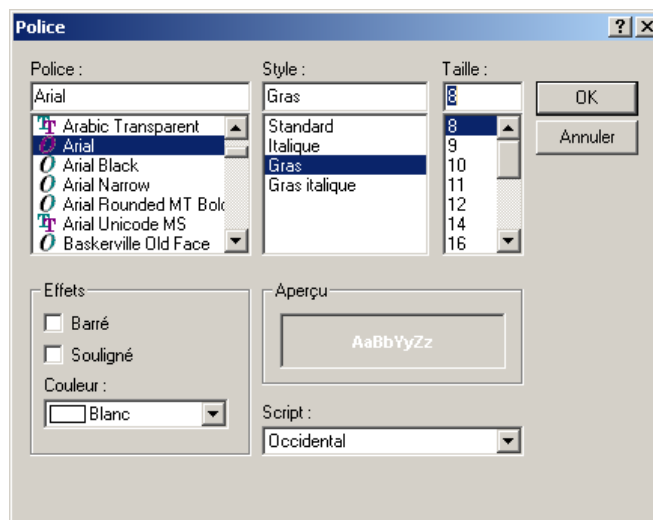 Police
Police :
Style :
Taille :
Arial
Gras
8
OK
Annuler
Arabic Transparent
Arial
Arial Black
Arial Narrow
Arial Rounded MT Bold
Arial Unicode MS
Baskerville Old Face
Standard
Italique
Gras
Gras italique
8
9
10
11
12
14
16
Effets
Barré
Souligné
Couleur :
Blanc
Aperçu
AaBbYyZz
Script :
Occidental